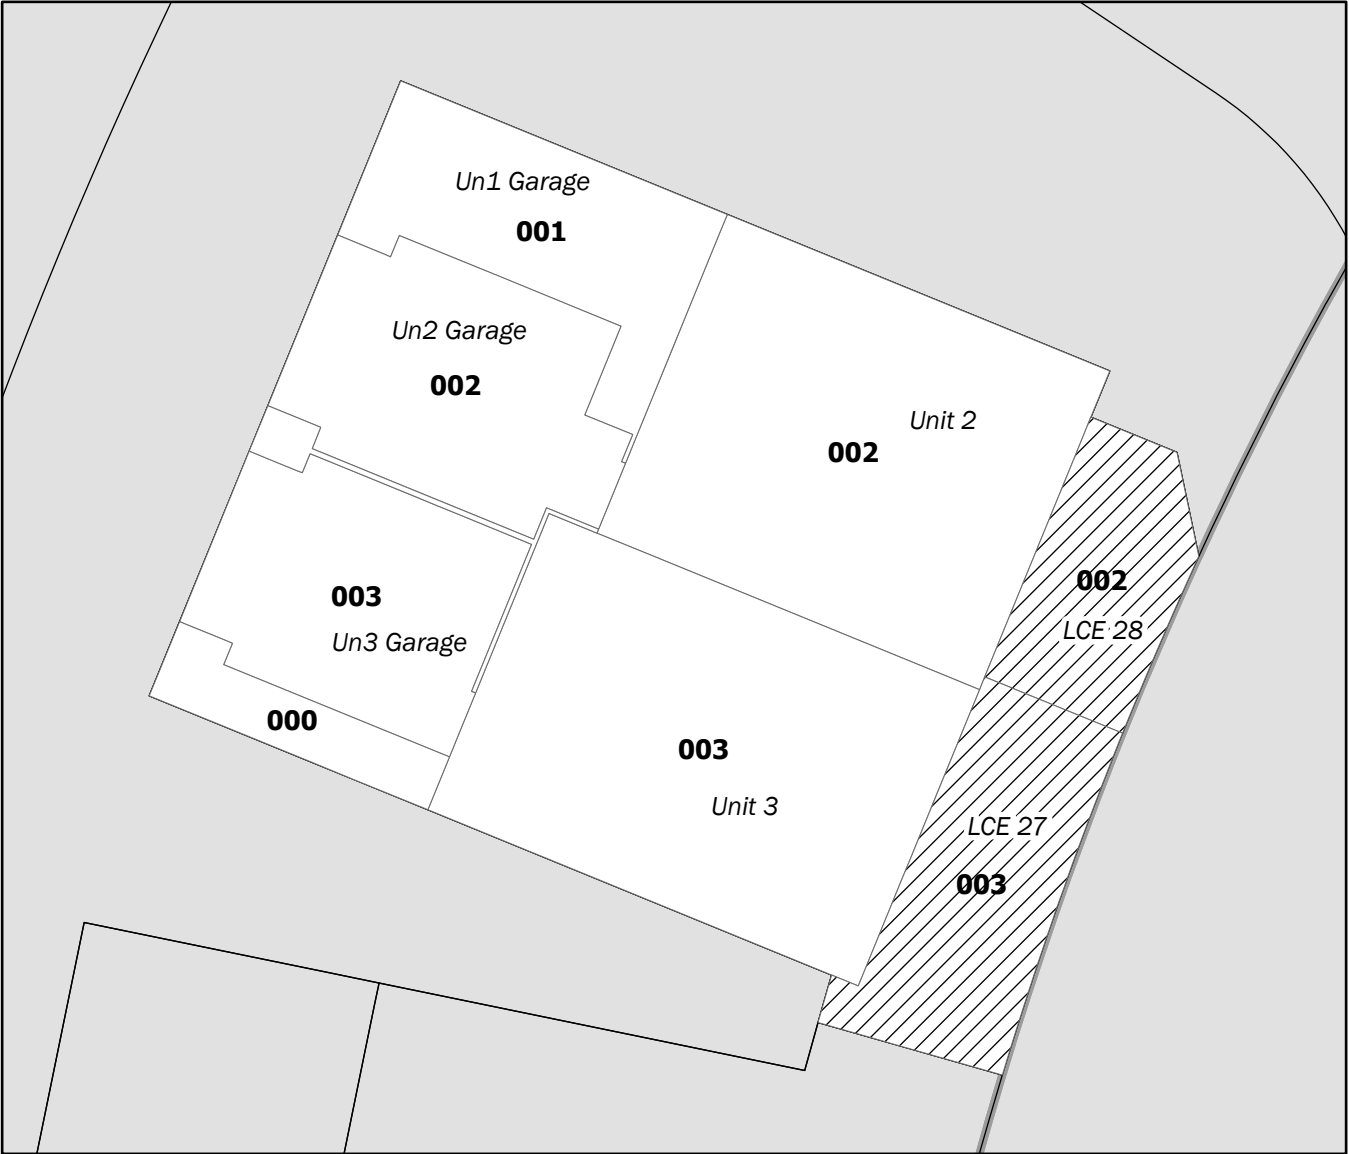 Un1 Garage
001
Un2 Garage
002
Unit 2
002
002
LCE 28
003
Un3 Garage
000
003
Unit 3
LCE 27
003